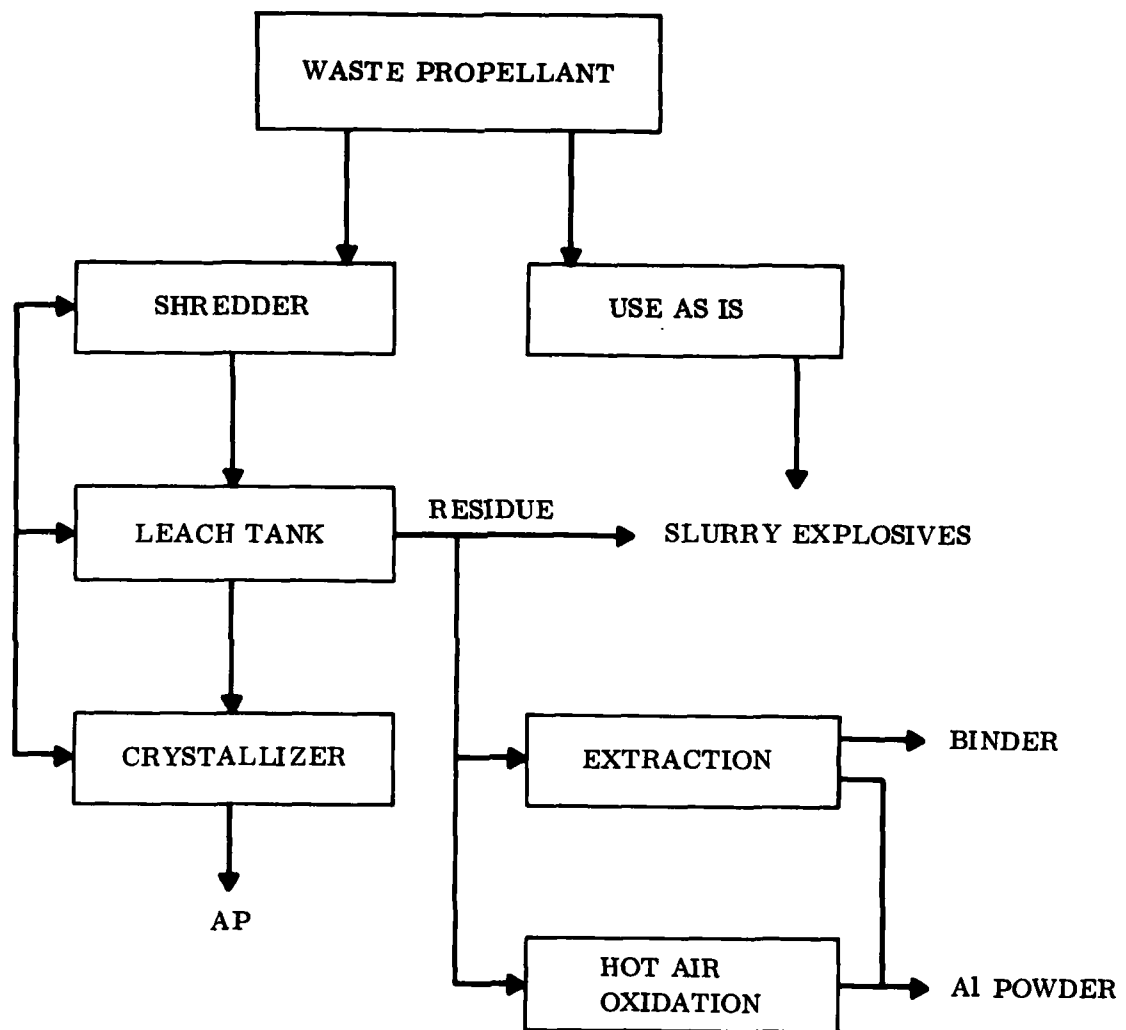 WASTE PROPELLANT
SHREDDER
USE AS IS
LEACH TANK
RESIDUE
SLURRY EXPLOSIVES
CRYSTALLIZER
EXTRACTION
BINDER
AP
HOT AIR
OXIDATION
Al POWDER